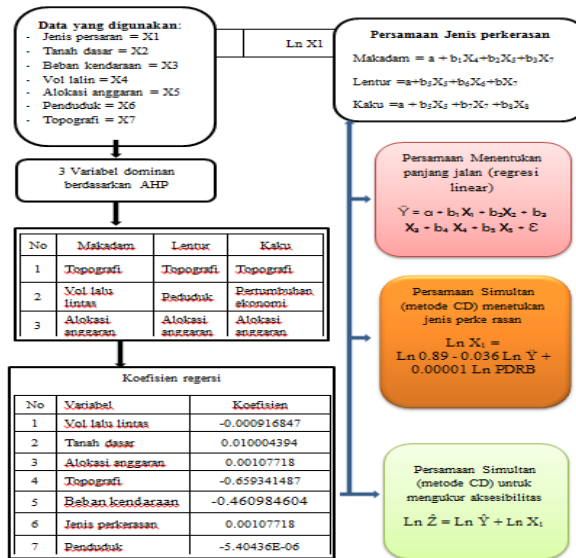 Data yang digunakan:
- Jenis persaran = X1
- Tanah dasar = X2
- Beban kendaraan = X3
- Vol lalin = X4
- Alokasi anggaran = X5
- Penduduk = X6
- Topografi = X7
Ln X1
Persamaan Jenis perkerasan
Makadam = a + b₁X₄+b₂X₅+b₃X₇
Lentur =a+b₅X₅+b₆X₆+bX₇
Kaku =a + b₅X₅ +b₇X₇ +b₈X₈
3 Variabel dominan
berdasarkan AHP
No Makadam Lentur Kaku
1 Topografi Topografi Topografi
2 Vol lalu lintas Peduduk Pertumbuhan ekonomi
3 Alokasi anggaran Alokasi anggaran Alokasi anggaran
Koefisien regersi
No Variabel Koefisien
1 Vol lalu lintas -0.000916847
2 Tanah dasar 0.010004394
3 Alokasi anggaran 0.00107718
4 Topografi -0.659341487
5 Beban kendaraan -0.460984604
6 Jenis perkerasan 0.00107718
7 Penduduk -5.40436E-06
Persamaan Menentukan
panjang jalan (regresi
linear)
Ŷ = α + b₁ X₁ + b₂X₂ + b₃
X₃ + b₄ X₄ + b₅ X₅ + Ɛ
Persamaan Simultan
(metode CD) menetukan
jenis perke rasan
Ln X₁ =
Ln 0.89 - 0.036 Ln Ŷ +
0.00001 Ln PDRB
Persamaan Simultan
(metode CD) untuk
mengukur aksesibilitas
Ln Ẑ = Ln Ŷ + Ln X₁